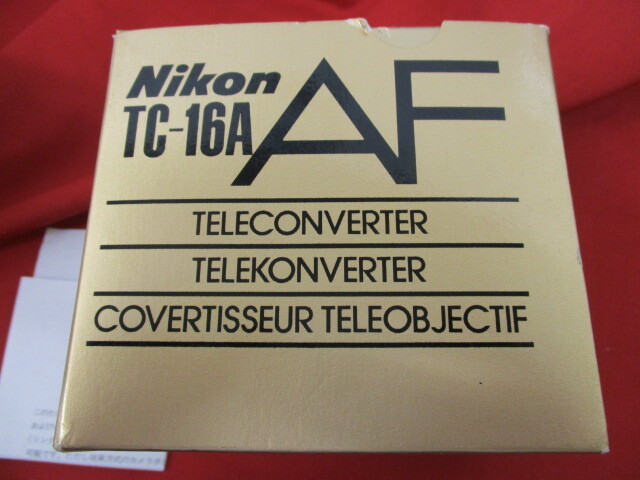 Nikon
TC-16A AF
TELECONVERTER
TELEKONVERTER
COVERTISSEUR TELEOBJECTIF